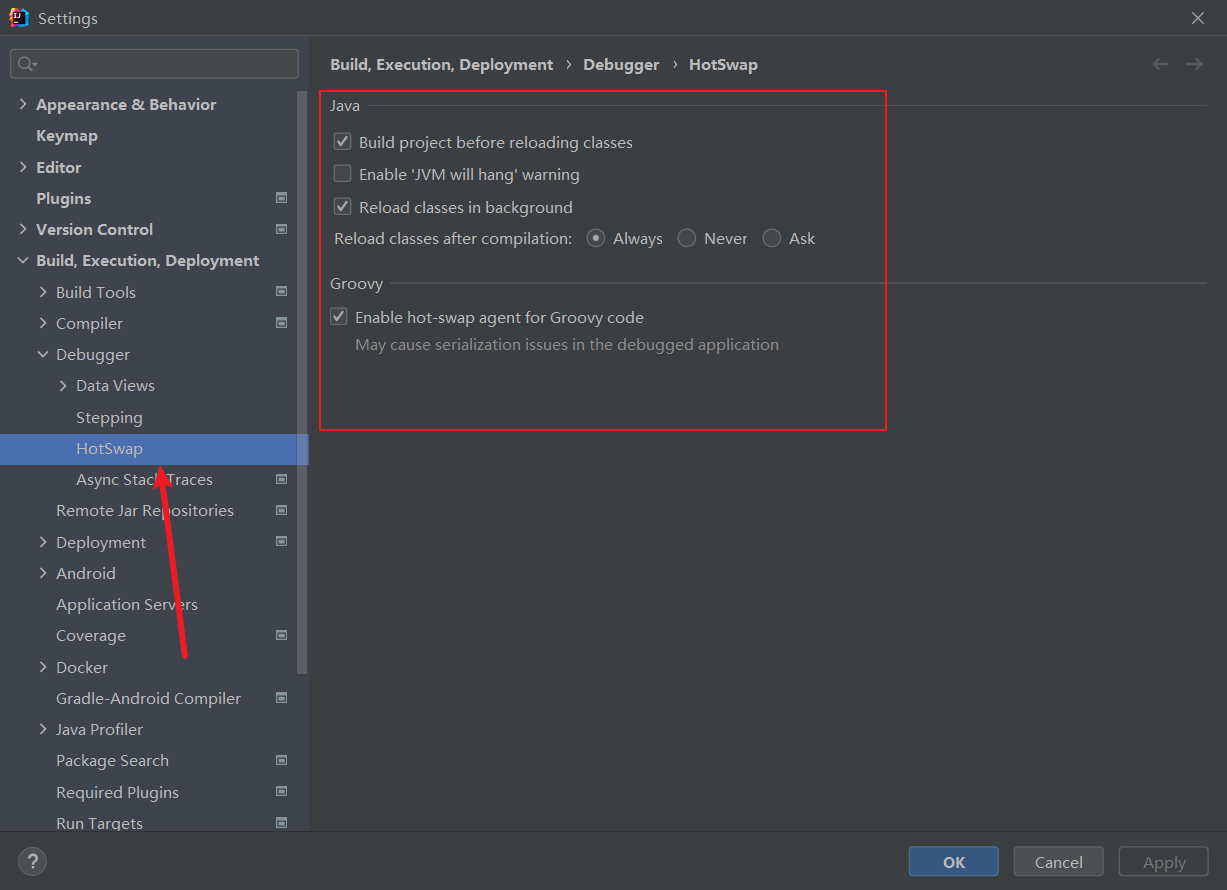 Settings
Appearance & Behavior
Keymap
Editor
Plugins
Version Control
Build, Execution, Deployment
Build Tools
Compiler
Debugger
Data Views
Stepping
HotSwap
Async Stack Traces
Remote Jar Repositories
Deployment
Android
Application Servers
Coverage
Docker
Gradle-Android Compiler
Java Profiler
Package Search
Required Plugins
Run Targets
Build, Execution, Deployment › Debugger › HotSwap
Java
Build project before reloading classes
Enable 'JVM will hang' warning
Reload classes in background
Reload classes after compilation: Always Never Ask
Groovy
Enable hot-swap agent for Groovy code
May cause serialization issues in the debugged application
?
OK Cancel Apply